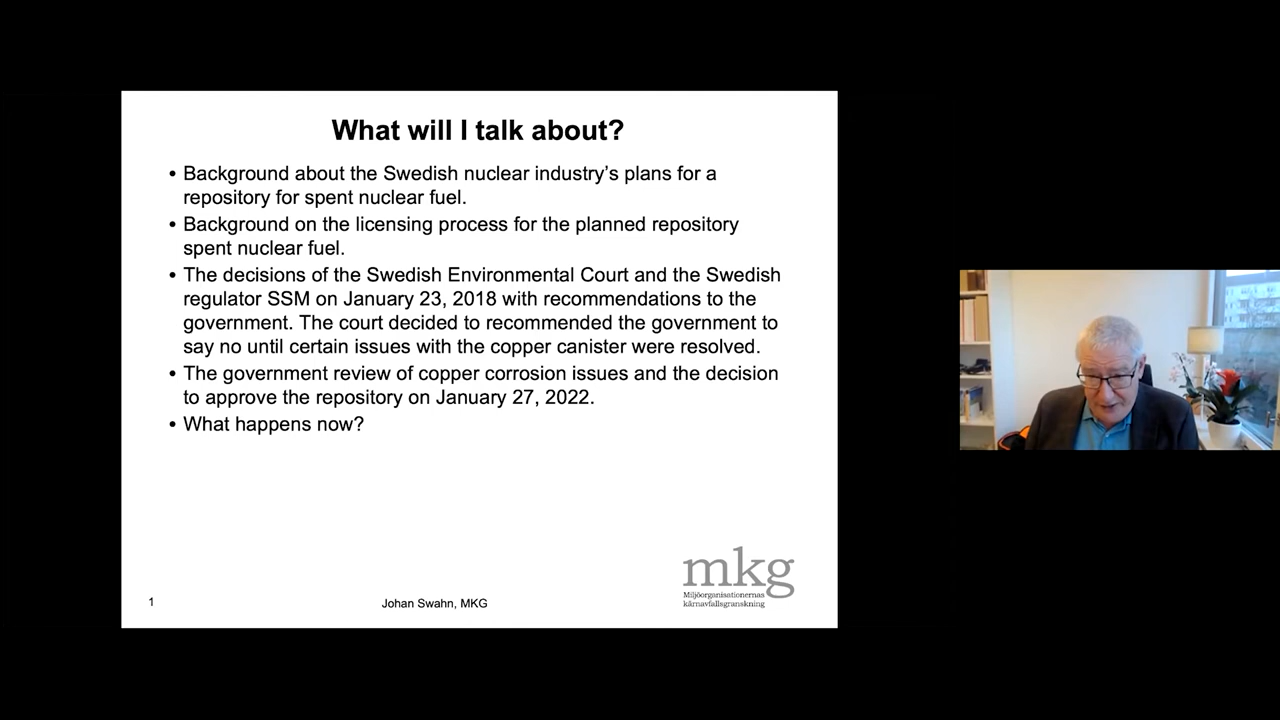 What will I talk about?
• Background about the Swedish nuclear industry's plans for a
repository for spent nuclear fuel.
• Background on the licensing process for the planned repository
spent nuclear fuel.
• The decisions of the Swedish Environmental Court and the Swedish
regulator SSM on January 23, 2018 with recommendations to the
government. The court decided to recommended the government to
say no until certain issues with the copper canister were resolved.
• The government review of copper corrosion issues and the decision
to approve the repository on January 27, 2022.
• What happens now?
mkg
Miljöorganisationernas
kärnavfallsgranskning
1
Johan Swahn, MKG